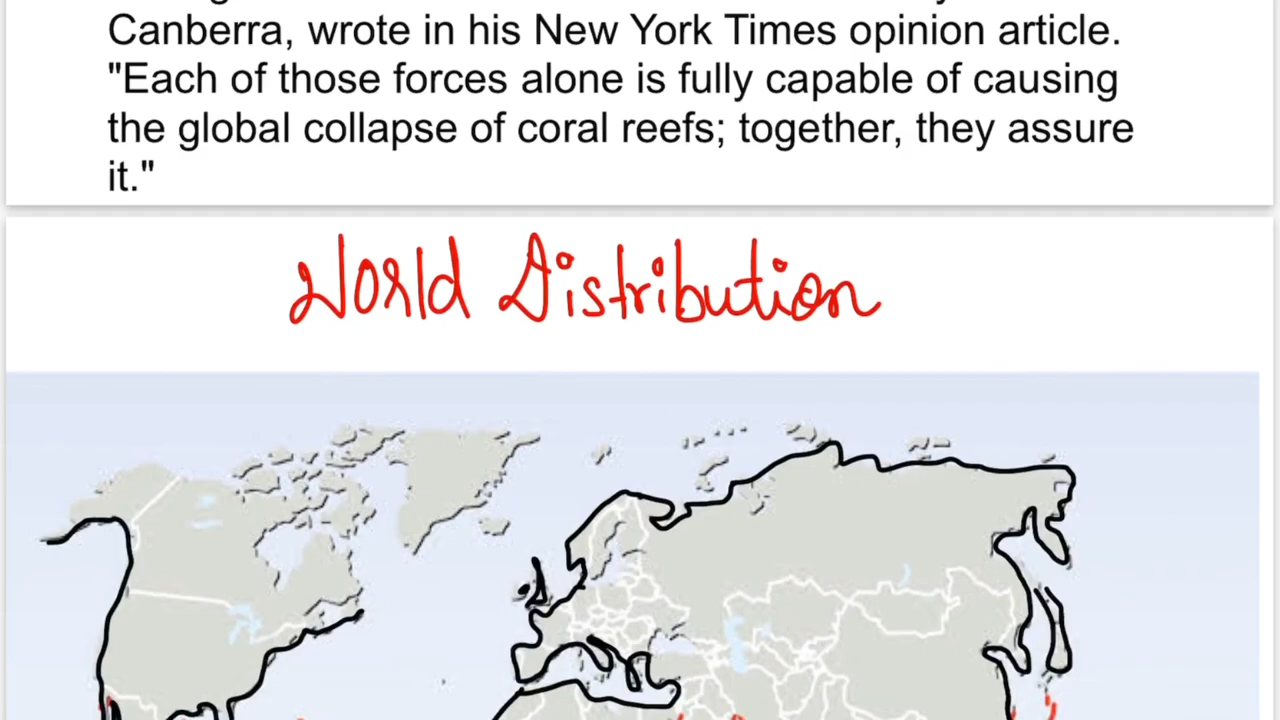 Canberra, wrote in his New York Times opinion article.
"Each of those forces alone is fully capable of causing
the global collapse of coral reefs; together, they assure
it."
World Distribution